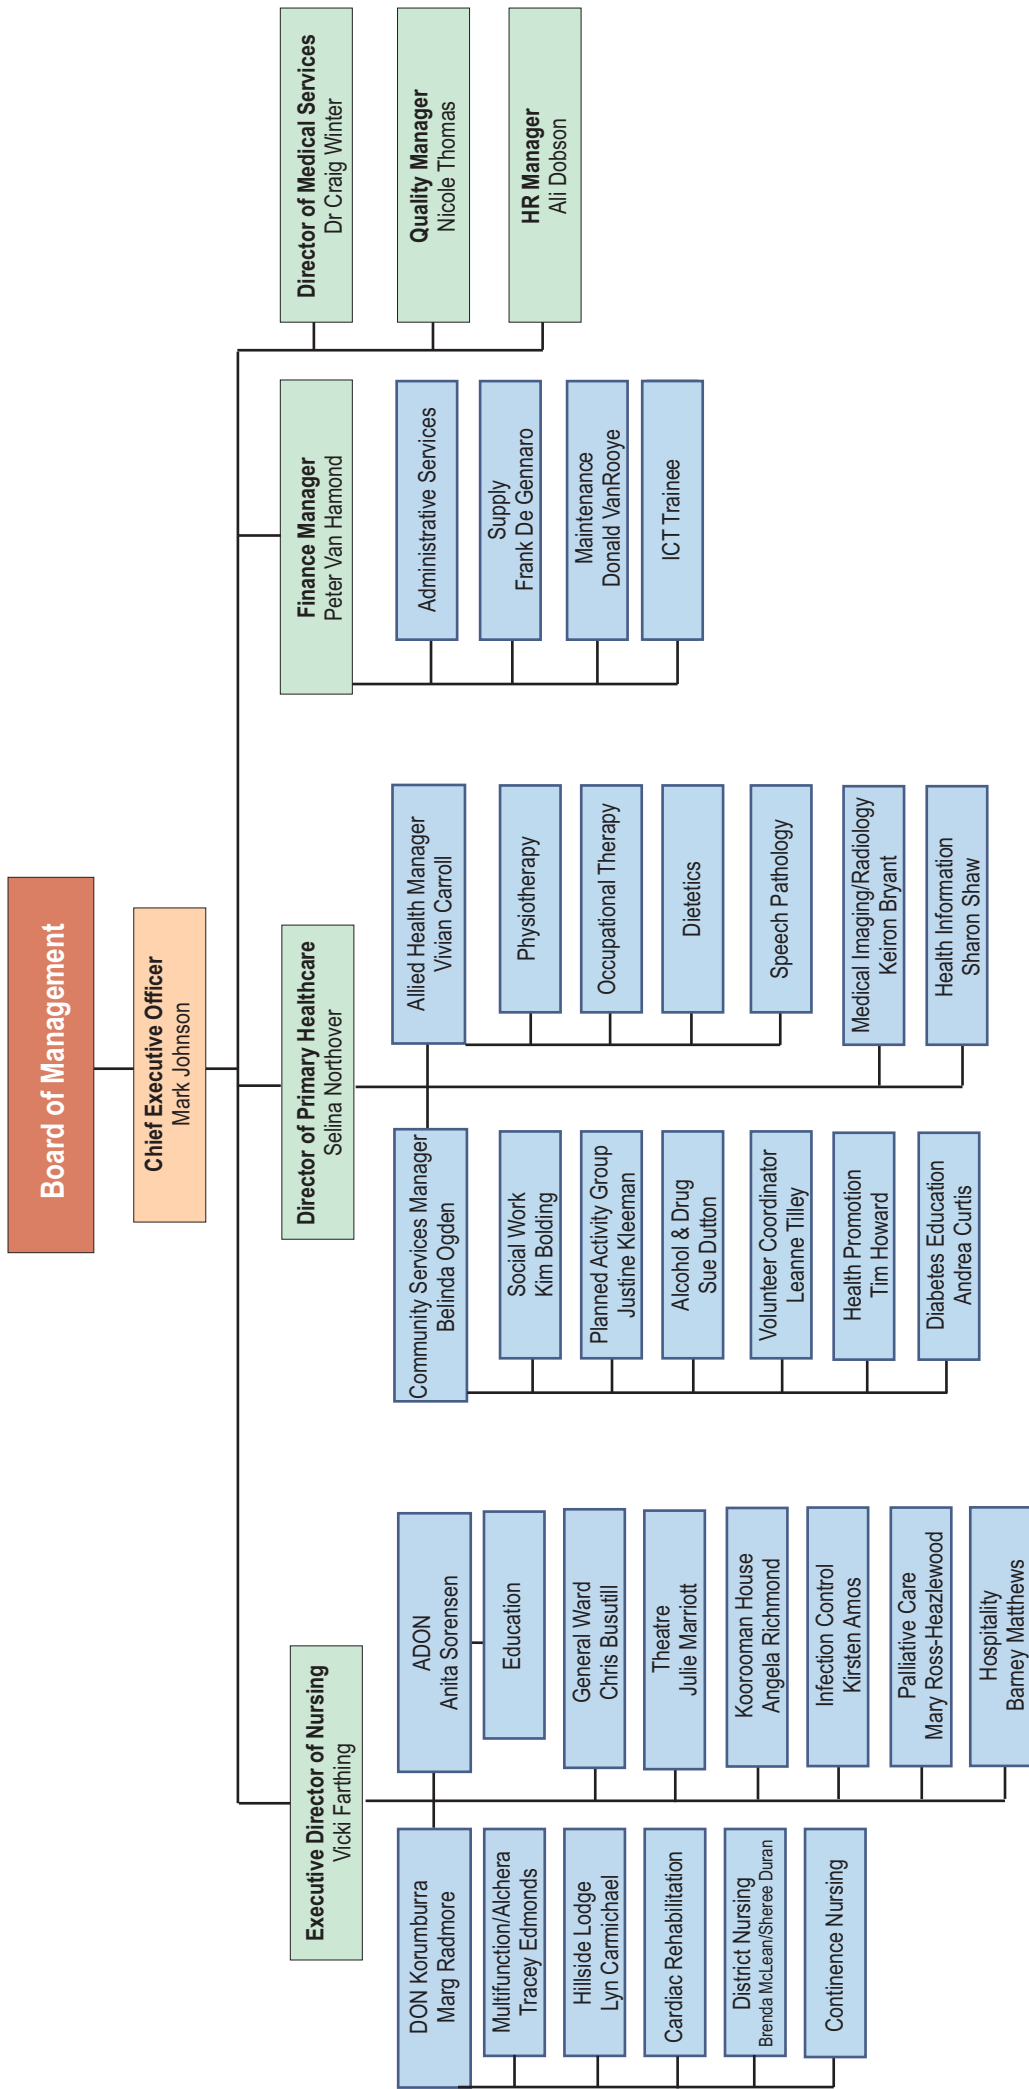 Board of Management
Chief Executive Officer
Mark Johnson
Executive Director of Nursing
Vicki Farthing
DON Korumburra
Marg Radmore
Multifunction/Alchera
Tracey Edmonds
Hillside Lodge
Lyn Carmichael
Cardiac Rehabilitation
District Nursing
Brenda McLean/Sheree Duran
Continence Nursing
ADON
Anita Sorensen
Education
General Ward
Chris Busutill
Theatre
Julie Marriott
Koorooman House
Angela Richmond
Infection Control
Kirsten Amos
Palliative Care
Mary Ross-Heazlewood
Hospitality
Barney Matthews
Director of Primary Healthcare
Selina Northover
Community Services Manager
Belinda Ogden
Social Work
Kim Bolding
Planned Activity Group
Justine Kleeman
Alcohol & Drug
Sue Dutton
Volunteer Coordinator
Leanne Tilley
Health Promotion
Tim Howard
Diabetes Education
Andrea Curtis
Allied Health Manager
Vivian Carroll
Physiotherapy
Occupational Therapy
Dietetics
Speech Pathology
Medical Imaging/Radiology
Keiron Bryant
Health Information
Sharon Shaw
Finance Manager
Peter Van Hamond
Administrative Services
Supply
Frank De Gennaro
Maintenance
Donald VanRooye
ICT Trainee
Director of Medical Services
Dr Craig Winter
Quality Manager
Nicole Thomas
HR Manager
Ali Dobson